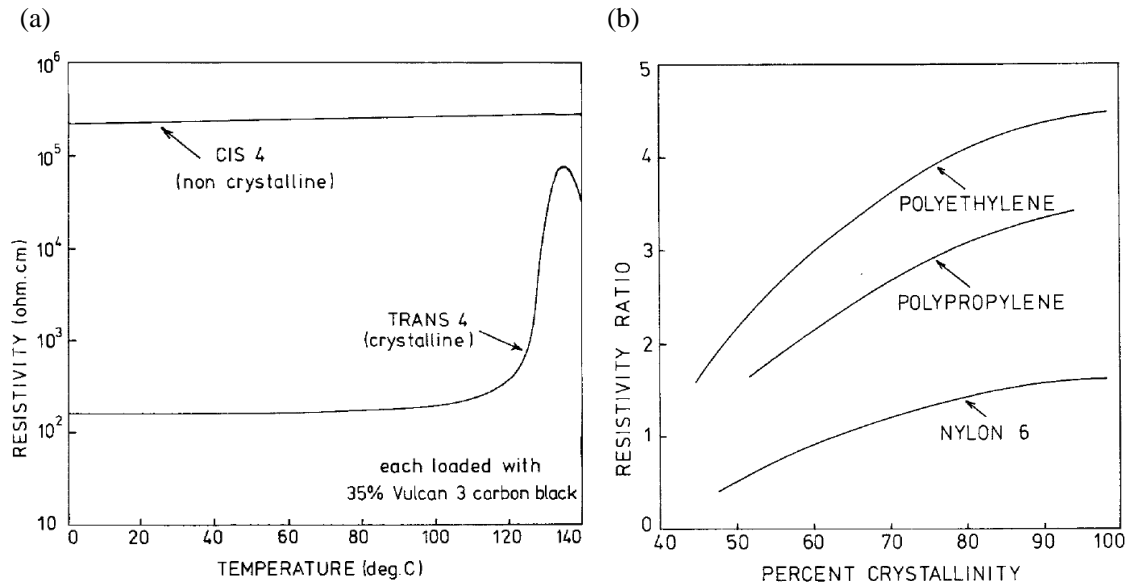 (a)
10^6
10^5
10^4
10^3
10^2
10
RESISTIVITY (ohm.cm)
CIS 4
(non crystalline)
TRANS 4
(crystalline)
each loaded with
35% Vulcan 3 carbon black
0 20 40 60 80 100 120 140
TEMPERATURE (deg.C)
(b)
5
4
3
2
1
0
RESISTIVITY RATIO
POLYETHYLENE
POLYPROPYLENE
NYLON 6
40 50 60 70 80 90 100
PERCENT CRYSTALLINITY